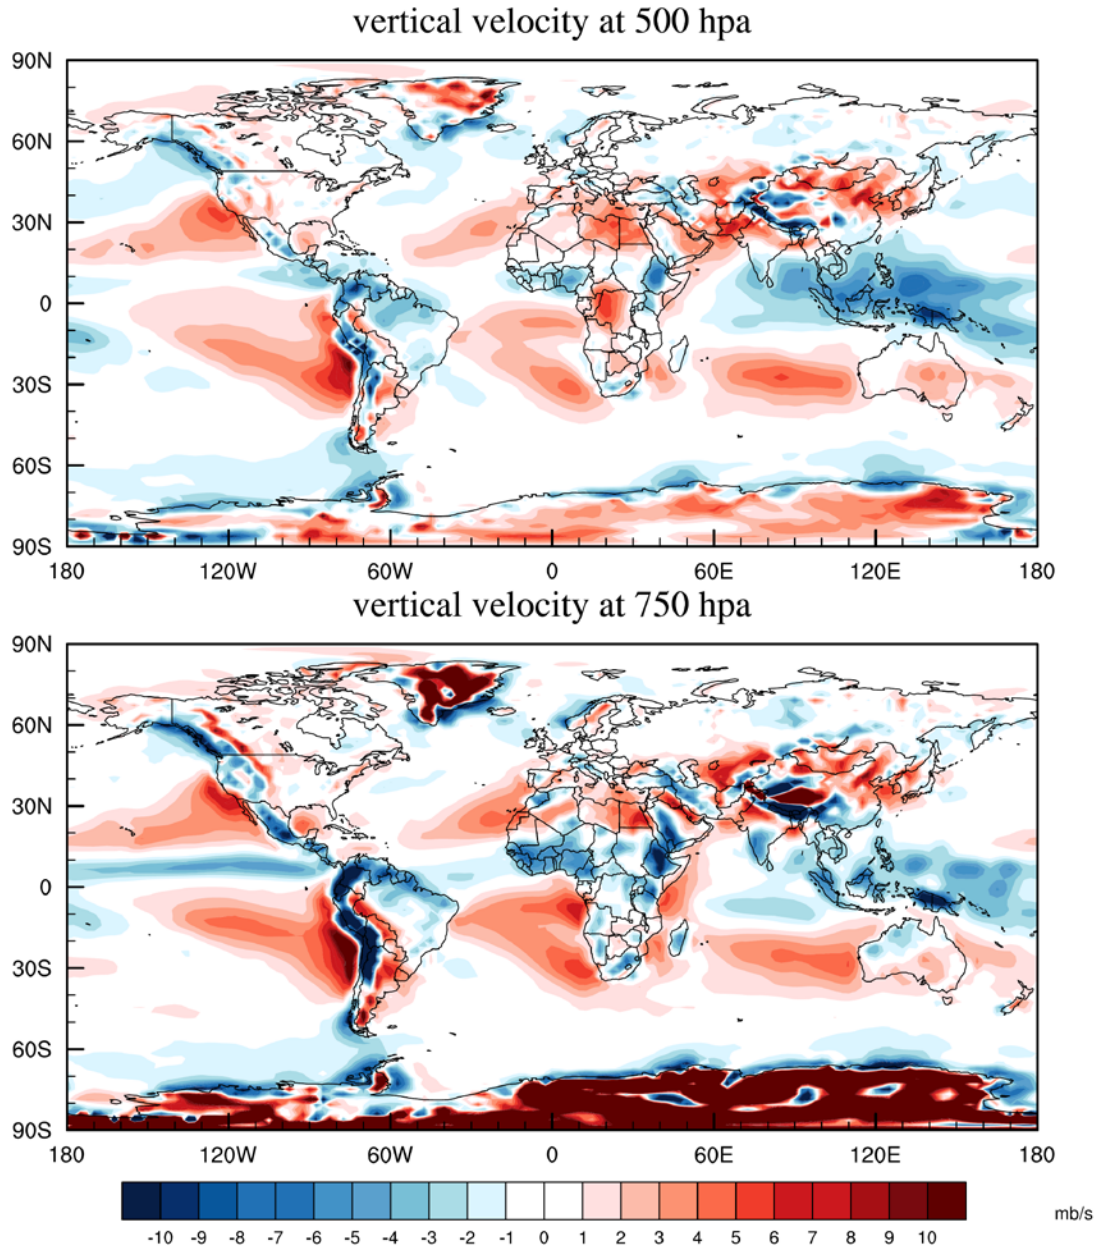 vertical velocity at 500 hpa
90N
60N
30N
0
30S
60S
90S
180 120W 60W 0 60E 120E 180
vertical velocity at 750 hpa
90N
60N
30N
0
30S
60S
90S
180 120W 60W 0 60E 120E 180
-10 -9 -8 -7 -6 -5 -4 -3 -2 -1 0 1 2 3 4 5 6 7 8 9 10
mb/s